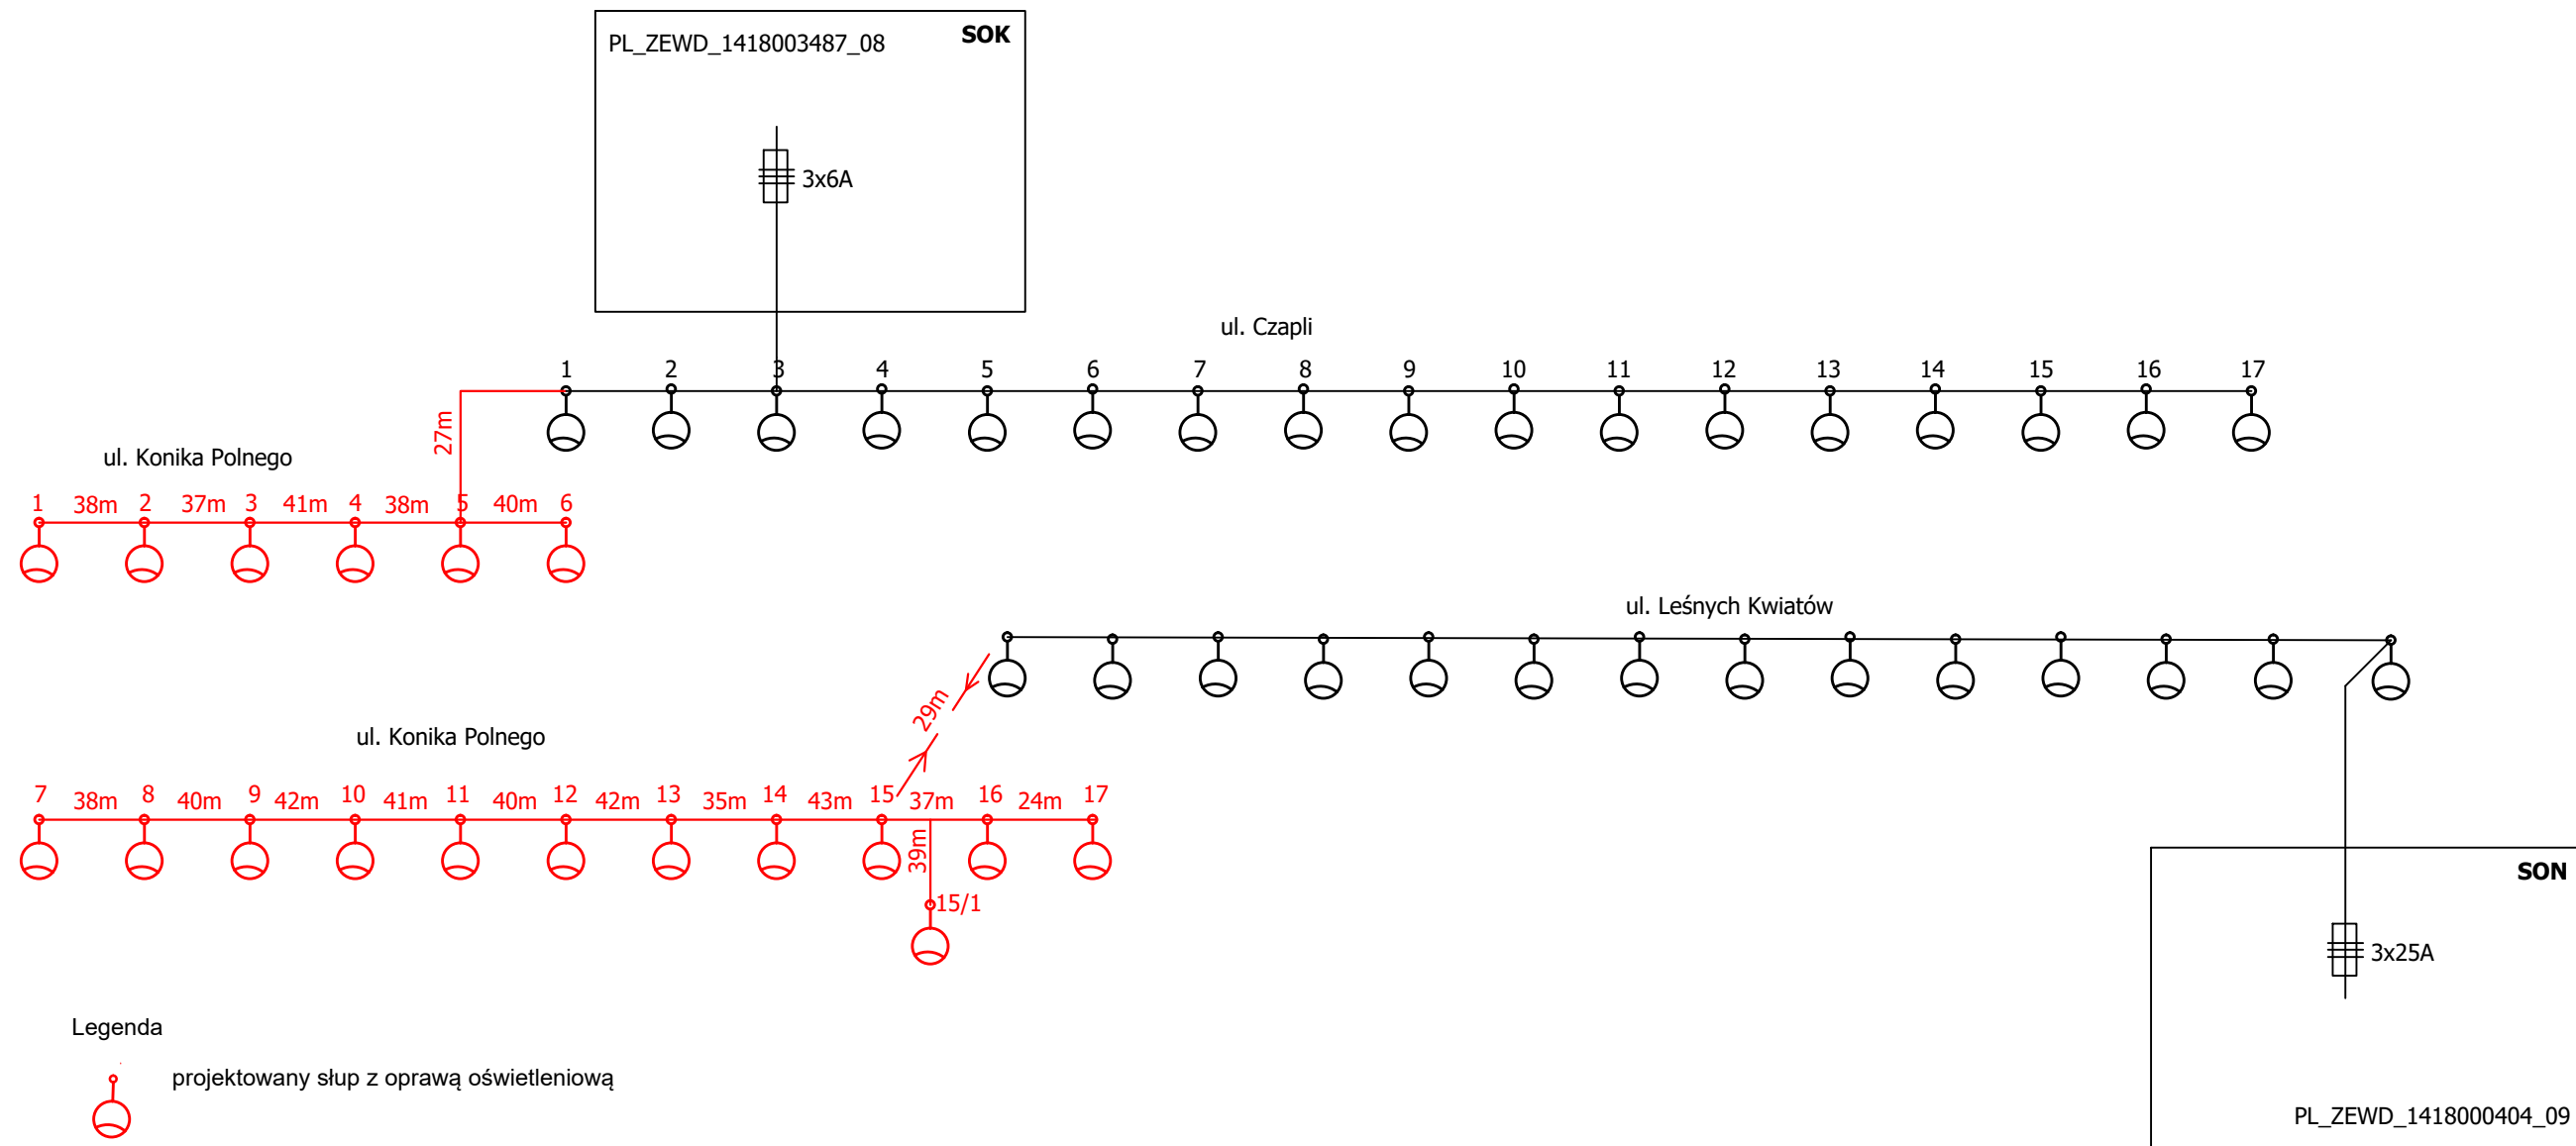 PL_ZEWD_1418003487_08 SOK
3x6A
ul. Czapli
1 2 3 4 5 6 7 8 9 10 11 12 13 14 15 16 17
27m
ul. Konika Polnego
1 38m 2 37m 3 41m 4 38m 5 40m 6
ul. Leśnych Kwiatów
29m
ul. Konika Polnego
7 38m 8 40m 9 42m 10 41m 11 40m 12 42m 13 35m 14 43m 15 37m 16 24m 17
39m
15/1
SON
3x25A
PL_ZEWD_1418000404_09
Legenda
projektowany słup z oprawą oświetleniową